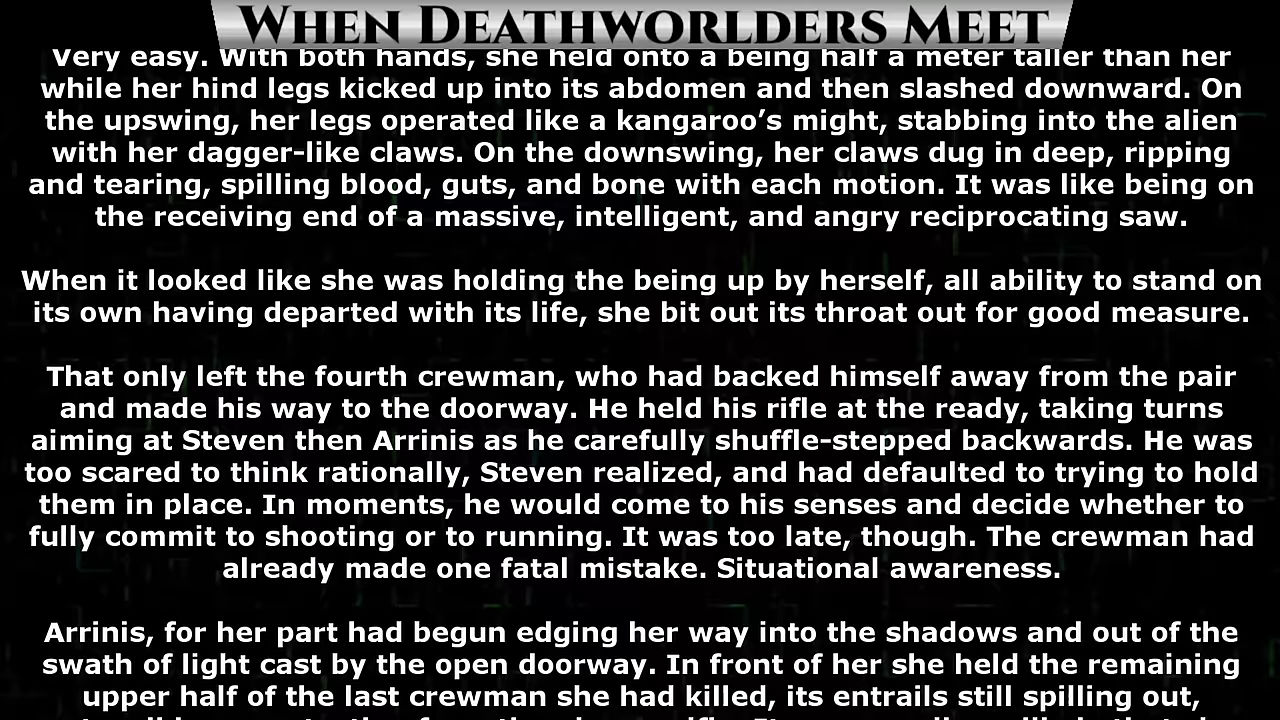 When Deathworlders Meet
Very easy. With both hands, she held onto a being half a meter taller than her
while her hind legs kicked up into its abdomen and then slashed downward. On
the upswing, her legs operated like a kangaroo’s might, stabbing into the alien
with her dagger-like claws. On the downswing, her claws dug in deep, ripping
and tearing, spilling blood, guts, and bone with each motion. It was like being on
the receiving end of a massive, intelligent, and angry reciprocating saw.
When it looked like she was holding the being up by herself, all ability to stand on
its own having departed with its life, she bit out its throat out for good measure.
That only left the fourth crewman, who had backed himself away from the pair
and made his way to the doorway. He held his rifle at the ready, taking turns
aiming at Steven then Arrinis as he carefully shuffle-stepped backwards. He was
too scared to think rationally, Steven realized, and had defaulted to trying to hold
them in place. In moments, he would come to his senses and decide whether to
fully commit to shooting or to running. It was too late, though. The crewman had
already made one fatal mistake. Situational awareness.
Arrinis, for her part had begun edging her way into the shadows and out of the
swath of light cast by the open doorway. In front of her she held the remaining
upper half of the last crewman she had killed, its entrails still spilling out,